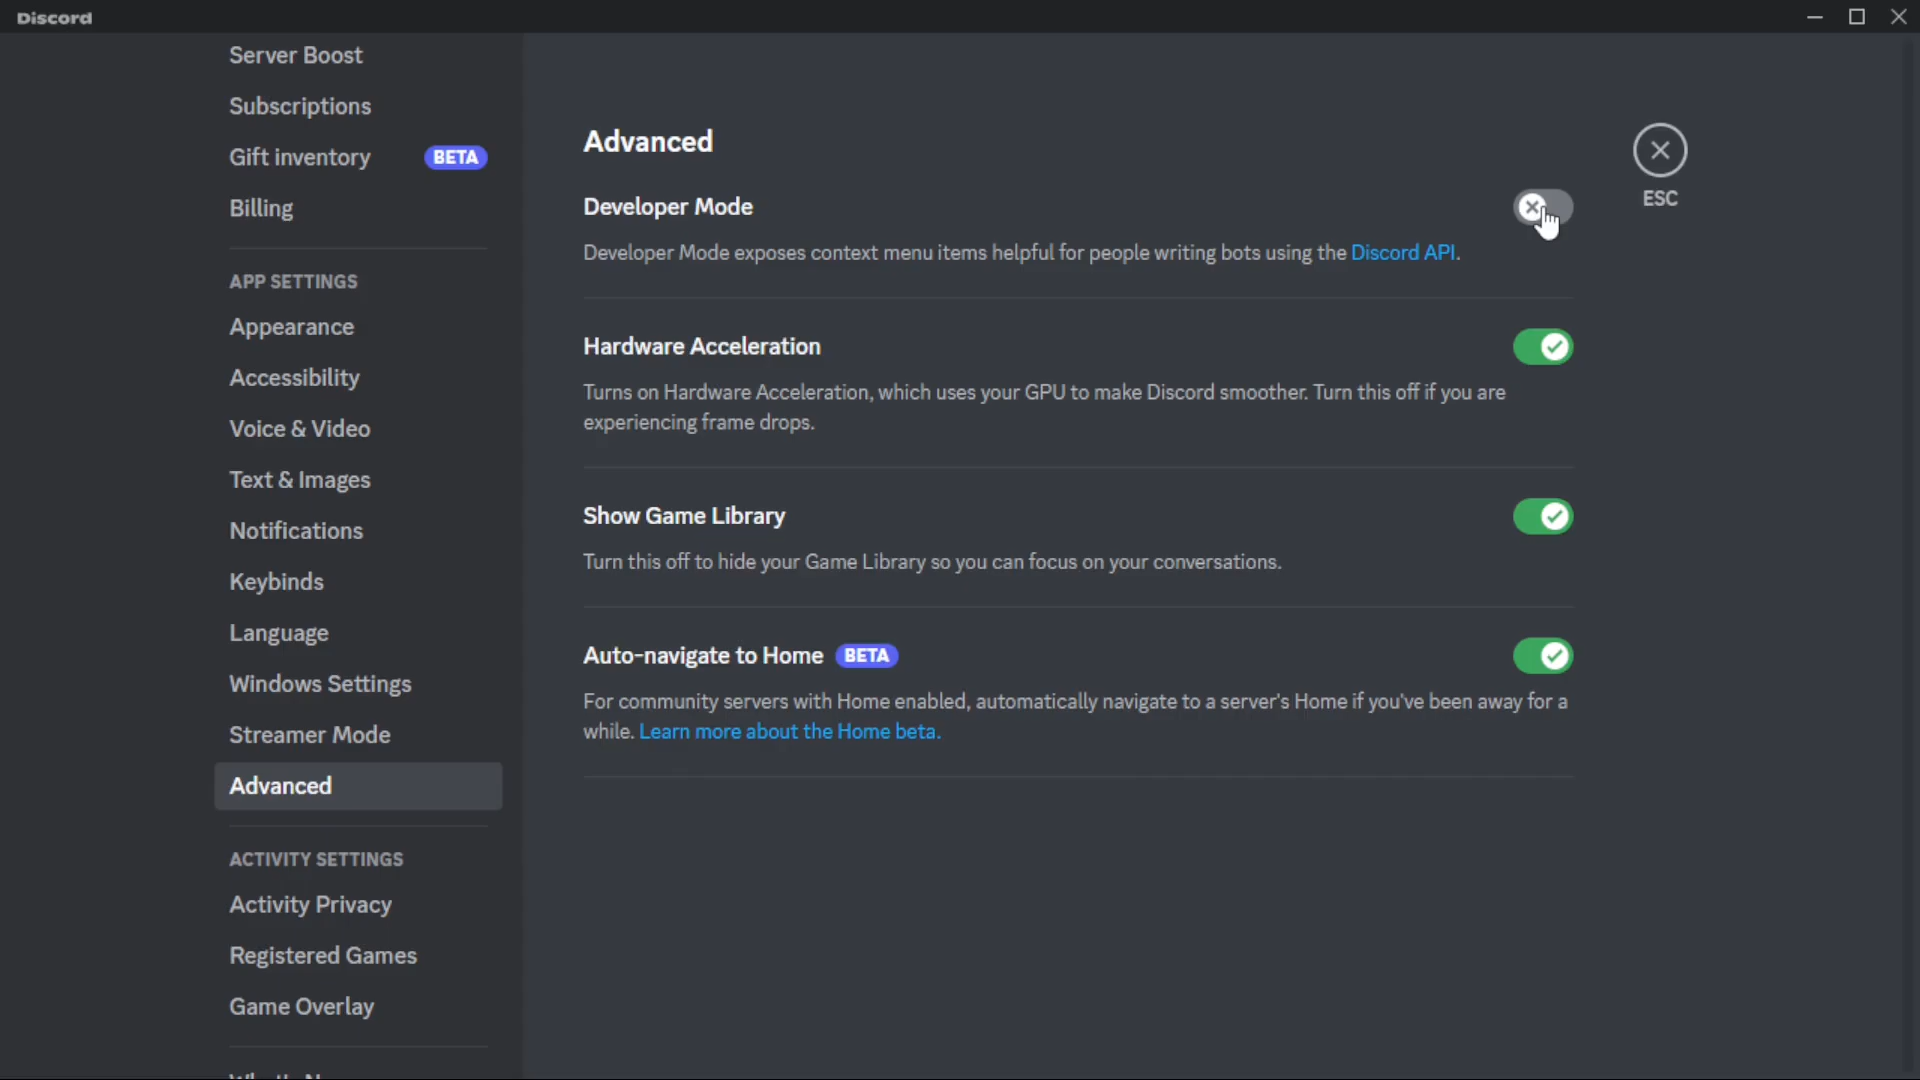 Discord
Server Boost
Subscriptions
Gift inventory BETA
Billing
APP SETTINGS
Appearance
Accessibility
Voice & Video
Text & Images
Notifications
Keybinds
Language
Windows Settings
Streamer Mode
Advanced
ACTIVITY SETTINGS
Activity Privacy
Registered Games
Game Overlay
Advanced
Developer Mode
Developer Mode exposes context menu items helpful for people writing bots using the Discord API.
Hardware Acceleration
Turns on Hardware Acceleration, which uses your GPU to make Discord smoother. Turn this off if you are
experiencing frame drops.
Show Game Library
Turn this off to hide your Game Library so you can focus on your conversations.
Auto-navigate to Home BETA
For community servers with Home enabled, automatically navigate to a server's Home if you've been away for a
while. Learn more about the Home beta.
ESC